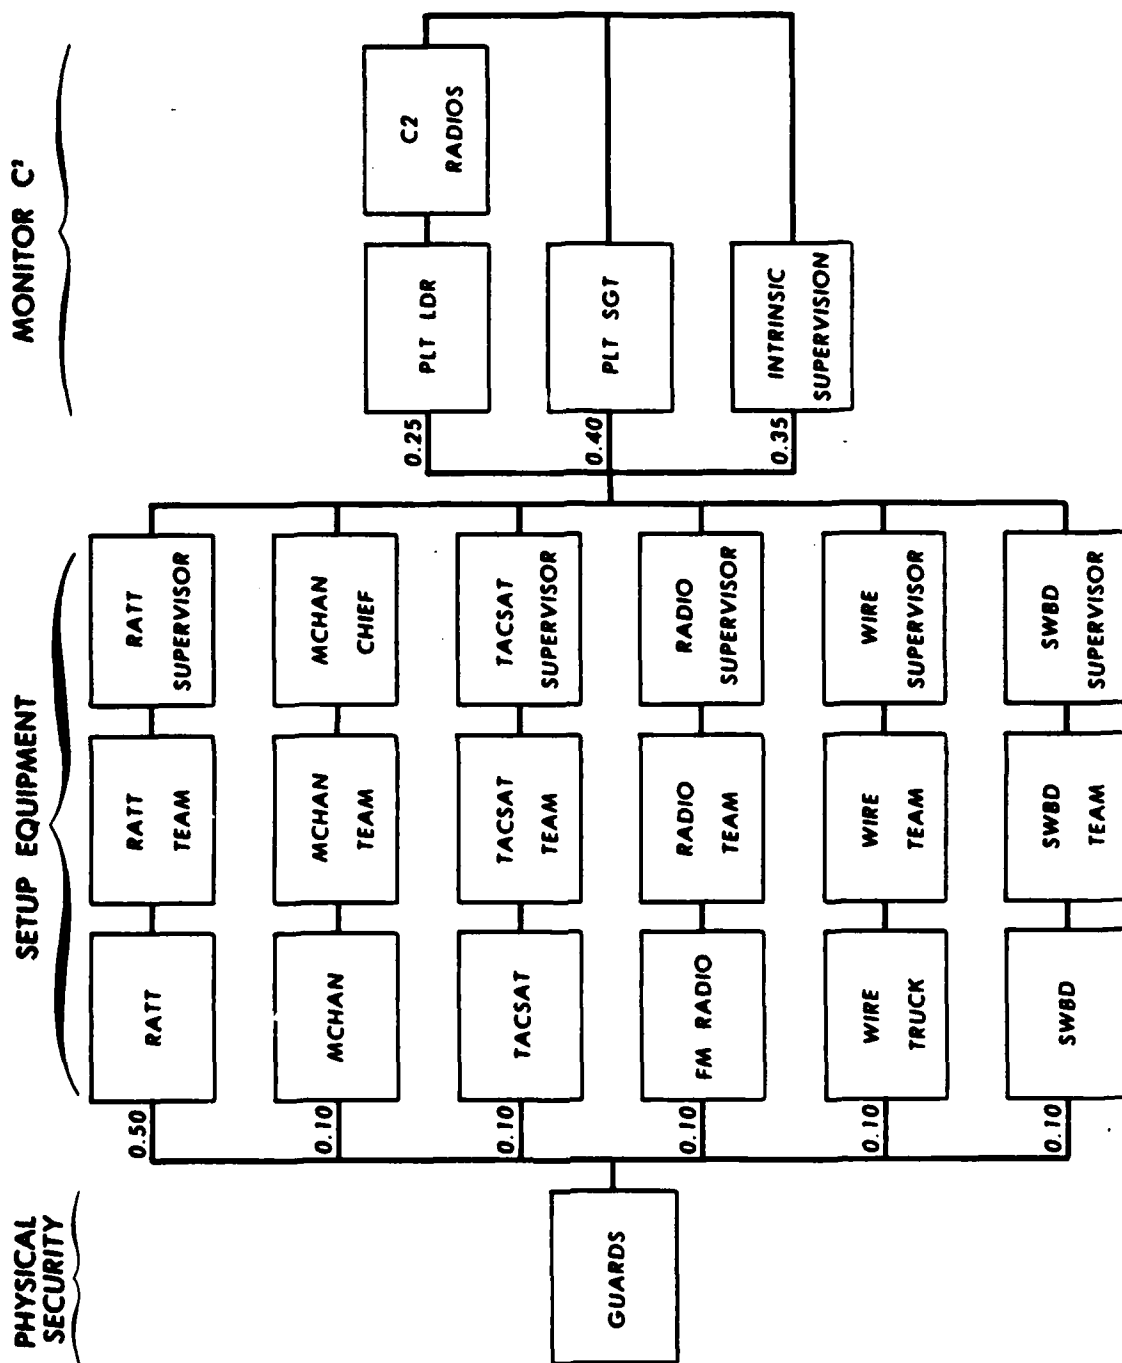 PHYSICAL
SECURITY
SETUP EQUIPMENT
MONITOR C²
GUARDS
0.50
RATT
RATT
TEAM
RATT
SUPERVISOR
0.10
MCHAN
MCHAN
TEAM
MCHAN
CHIEF
0.10
TACSAT
TACSAT
TEAM
TACSAT
SUPERVISOR
0.10
FM RADIO
RADIO
TEAM
RADIO
SUPERVISOR
0.10
WIRE
TRUCK
WIRE
TEAM
WIRE
SUPERVISOR
0.10
SWBD
SWBD
TEAM
SWBD
SUPERVISOR
0.25
PLT LDR
C2
RADIOS
0.40
PLT SGT
0.35
INTRINSIC
SUPERVISION